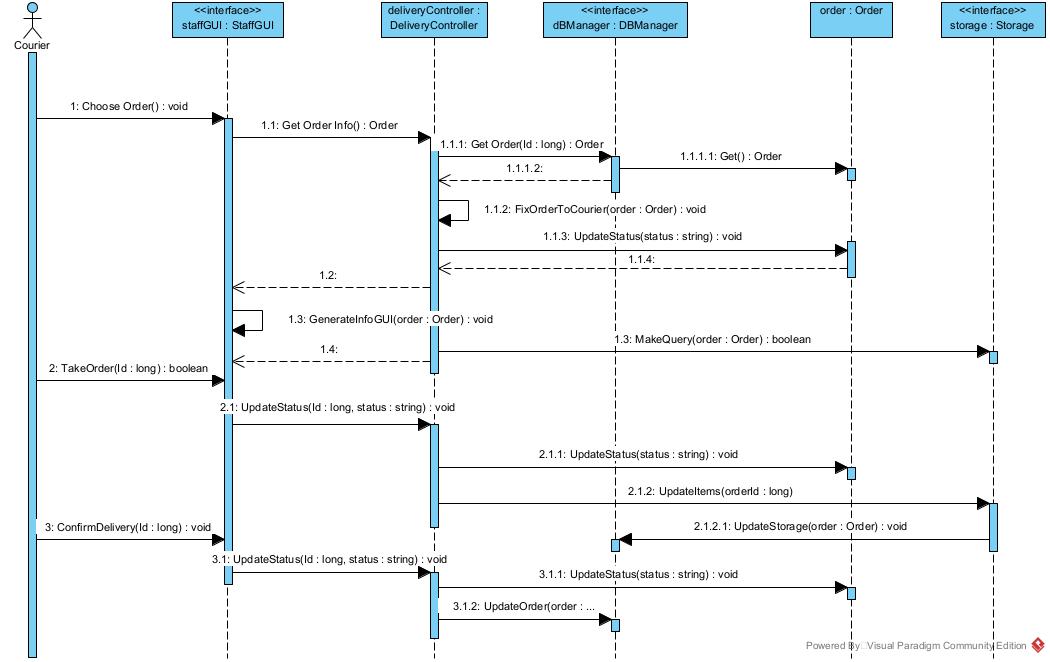 <<interface>>
staffGUI : StaffGUI
deliveryController :
DeliveryController
<<interface>>
dBManager : DBManager
order : Order
<<interface>>
storage : Storage
Courier
1: Choose Order() : void
1.1: Get Order Info() : Order
1.1.1: Get Order(Id : long) : Order
1.1.1.1: Get() : Order
1.1.1.2:
1.1.2: FixOrderToCourier(order : Order) : void
1.1.3: UpdateStatus(status : string) : void
1.1.4:
1.2:
1.3: GenerateInfoGUI(order : Order) : void
1.3: MakeQuery(order : Order) : boolean
1.4:
2: TakeOrder(Id : long) : boolean
2.1: UpdateStatus(Id : long, status : string) : void
2.1.1: UpdateStatus(status : string) : void
2.1.2: UpdateItems(orderId : long)
3: ConfirmDelivery(Id : long) : void
2.1.2.1: UpdateStorage(order : Order) : void
3.1: UpdateStatus(Id : long, status : string) : void
3.1.1: UpdateStatus(status : string) : void
3.1.2: UpdateOrder(order : ...
Powered By Visual Paradigm Community Edition